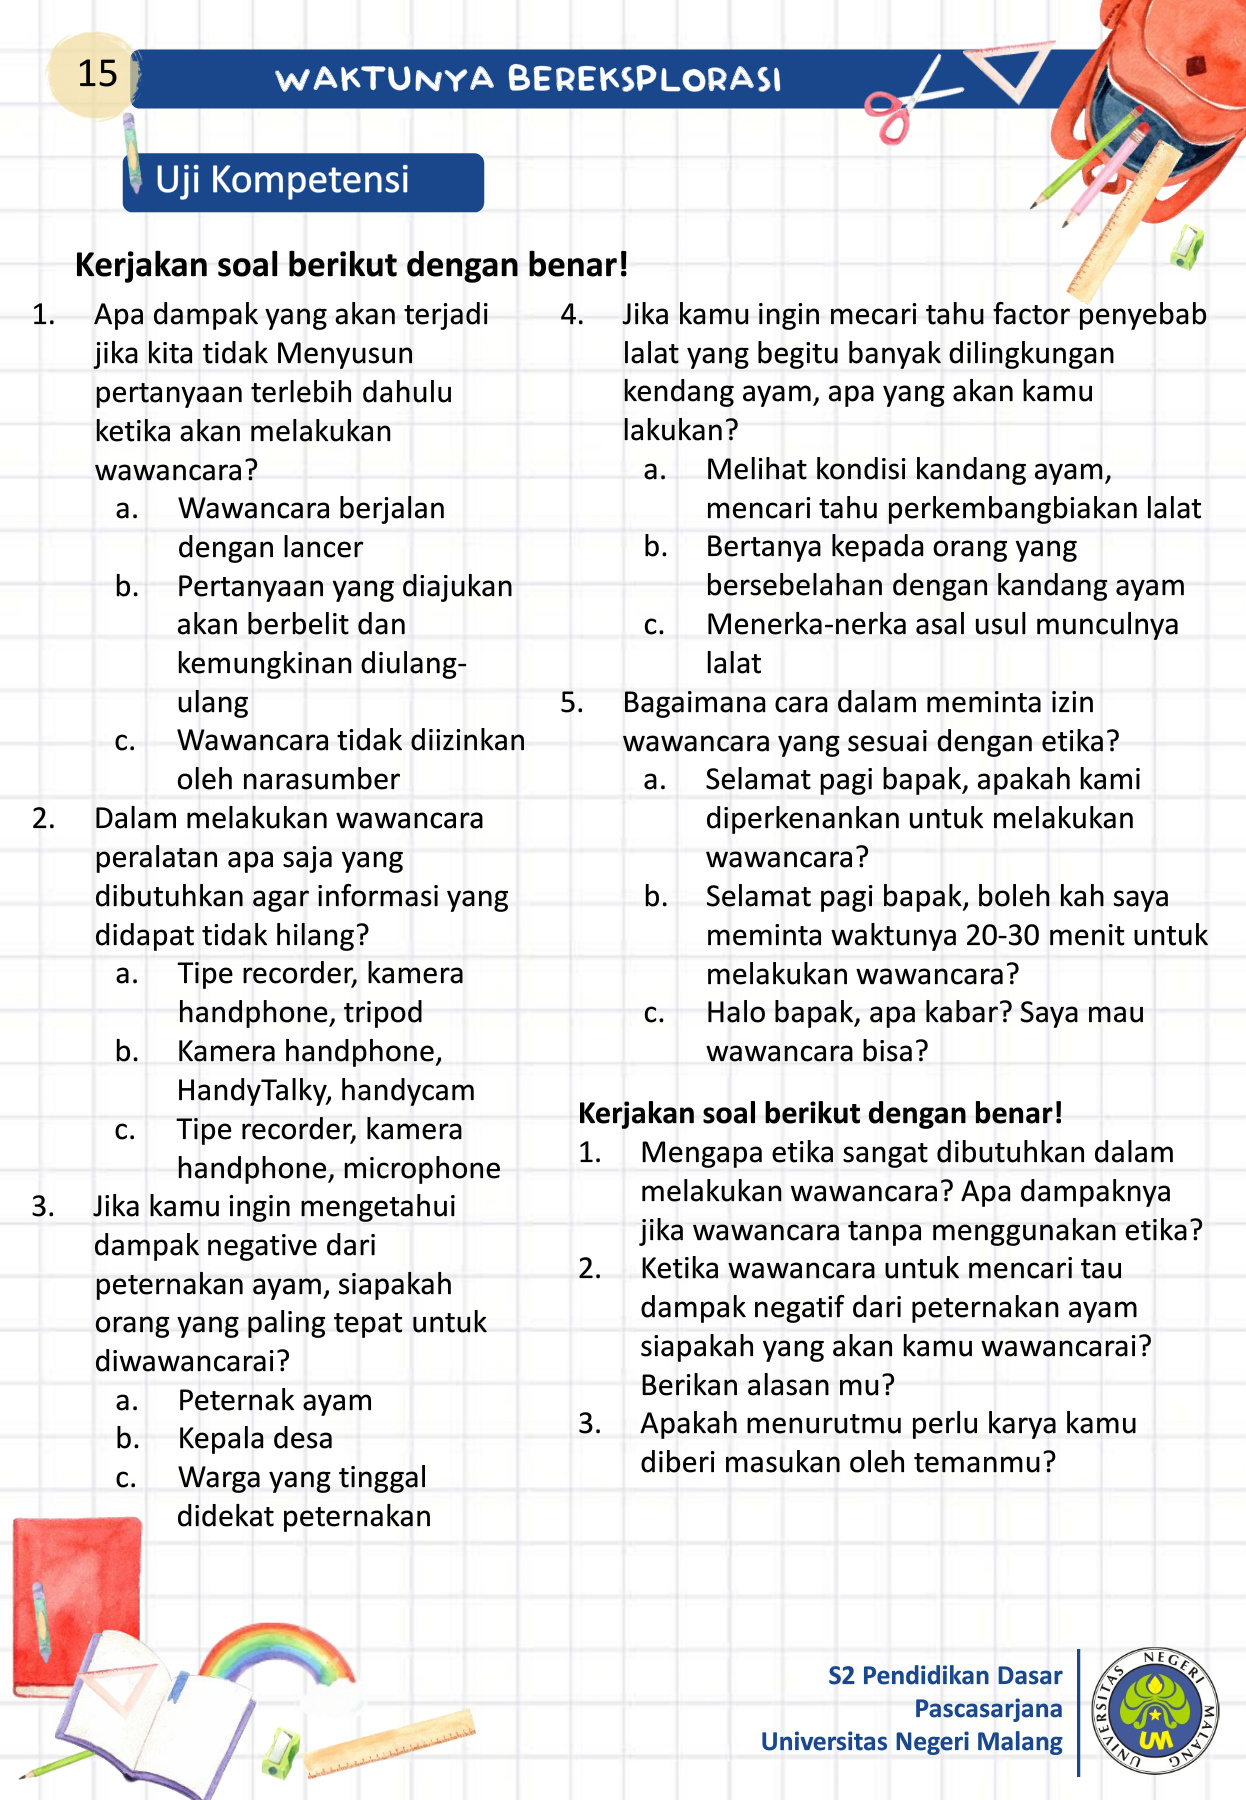 15
WAKTUNYA BEREKSPLORASI
Uji Kompetensi
Kerjakan soal berikut dengan benar!
1. Apa dampak yang akan terjadi
jika kita tidak Menyusun
pertanyaan terlebih dahulu
ketika akan melakukan
wawancara?
a. Wawancara berjalan
dengan lancer
b. Pertanyaan yang diajukan
akan berbelit dan
kemungkinan diulang-
ulang
c. Wawancara tidak diizinkan
oleh narasumber
2. Dalam melakukan wawancara
peralatan apa saja yang
dibutuhkan agar informasi yang
didapat tidak hilang?
a. Tipe recorder, kamera
handphone, tripod
b. Kamera handphone,
HandyTalky, handycam
c. Tipe recorder, kamera
handphone, microphone
3. Jika kamu ingin mengetahui
dampak negative dari
peternakan ayam, siapakah
orang yang paling tepat untuk
diwawancarai?
a. Peternak ayam
b. Kepala desa
c. Warga yang tinggal
didekat peternakan
4. Jika kamu ingin mecari tahu factor penyebab
lalat yang begitu banyak dilingkungan
kendang ayam, apa yang akan kamu
lakukan?
a. Melihat kondisi kandang ayam,
mencari tahu perkembangbiakan lalat
b. Bertanya kepada orang yang
bersebelahan dengan kandang ayam
c. Menerka-nerka asal usul munculnya
lalat
5. Bagaimana cara dalam meminta izin
wawancara yang sesuai dengan etika?
a. Selamat pagi bapak, apakah kami
diperkenankan untuk melakukan
wawancara?
b. Selamat pagi bapak, boleh kah saya
meminta waktunya 20-30 menit untuk
melakukan wawancara?
c. Halo bapak, apa kabar? Saya mau
wawancara bisa?
Kerjakan soal berikut dengan benar!
1. Mengapa etika sangat dibutuhkan dalam
melakukan wawancara? Apa dampaknya
jika wawancara tanpa menggunakan etika?
2. Ketika wawancara untuk mencari tau
dampak negatif dari peternakan ayam
siapakah yang akan kamu wawancarai?
Berikan alasan mu?
3. Apakah menurutmu perlu karya kamu
diberi masukan oleh temanmu?
S2 Pendidikan Dasar
Pascasarjana
Universitas Negeri Malang
UNIVERSITAS NEGERI MALANG
UM